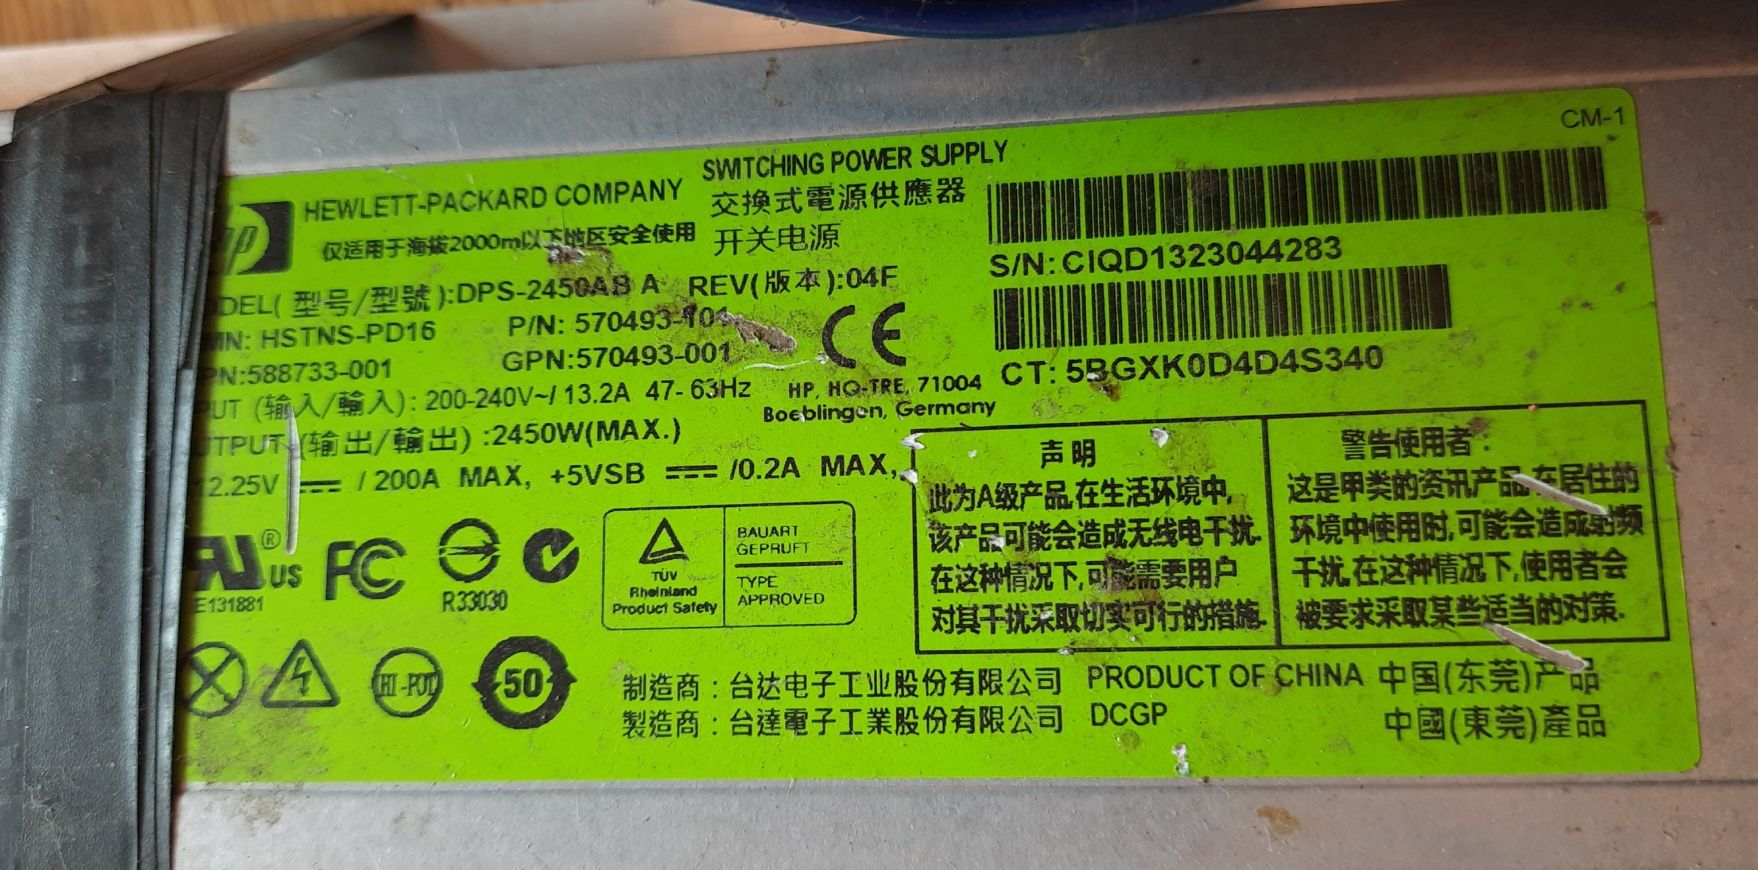 CM-1
SWITCHING POWER SUPPLY
HEWLETT-PACKARD COMPANY
交換式電源供應器
仅适用于海拔2000m以下地区安全使用
开关电源
S/N:CIQD1323044283
DEL(型号/型號):DPS-2450AB A REV(版本):04F
N: HSTNS-PD16 P/N: 570493-101
PN:588733-001 GPN:570493-001
CE
CT: 5BGXK0D4D4S340
PUT (输入/輸入): 200-240V~/ 13.2A 47-63Hz
HP, HQ-TRE, 71004
Boeblingen, Germany
UTPUT (输出/輸出) :2450W(MAX.)
2.25V ⎓ / 200A MAX, +5VSB ⎓ /0.2A MAX,
声明
此为A级产品,在生活环境中,
该产品可能会造成无线电干扰.
在这种情况下,可能需要用户
对其干扰采取切实可行的措施.
警告使用者:
这是甲类的资讯产品,在居住的
环境中使用时,可能会造成射频
干扰,在这种情况下,使用者会
被要求采取某些适当的对策.
US
E131881
FC
R33030
TÜV
Rheinland
Product Safety
BAUART
GEPRUFT
TYPE
APPROVED
HI-POT
50
制造商:台达电子工业股份有限公司 PRODUCT OF CHINA 中国(东莞)产品
製造商:台達電子工業股份有限公司 DCGP 中國(東莞)產品